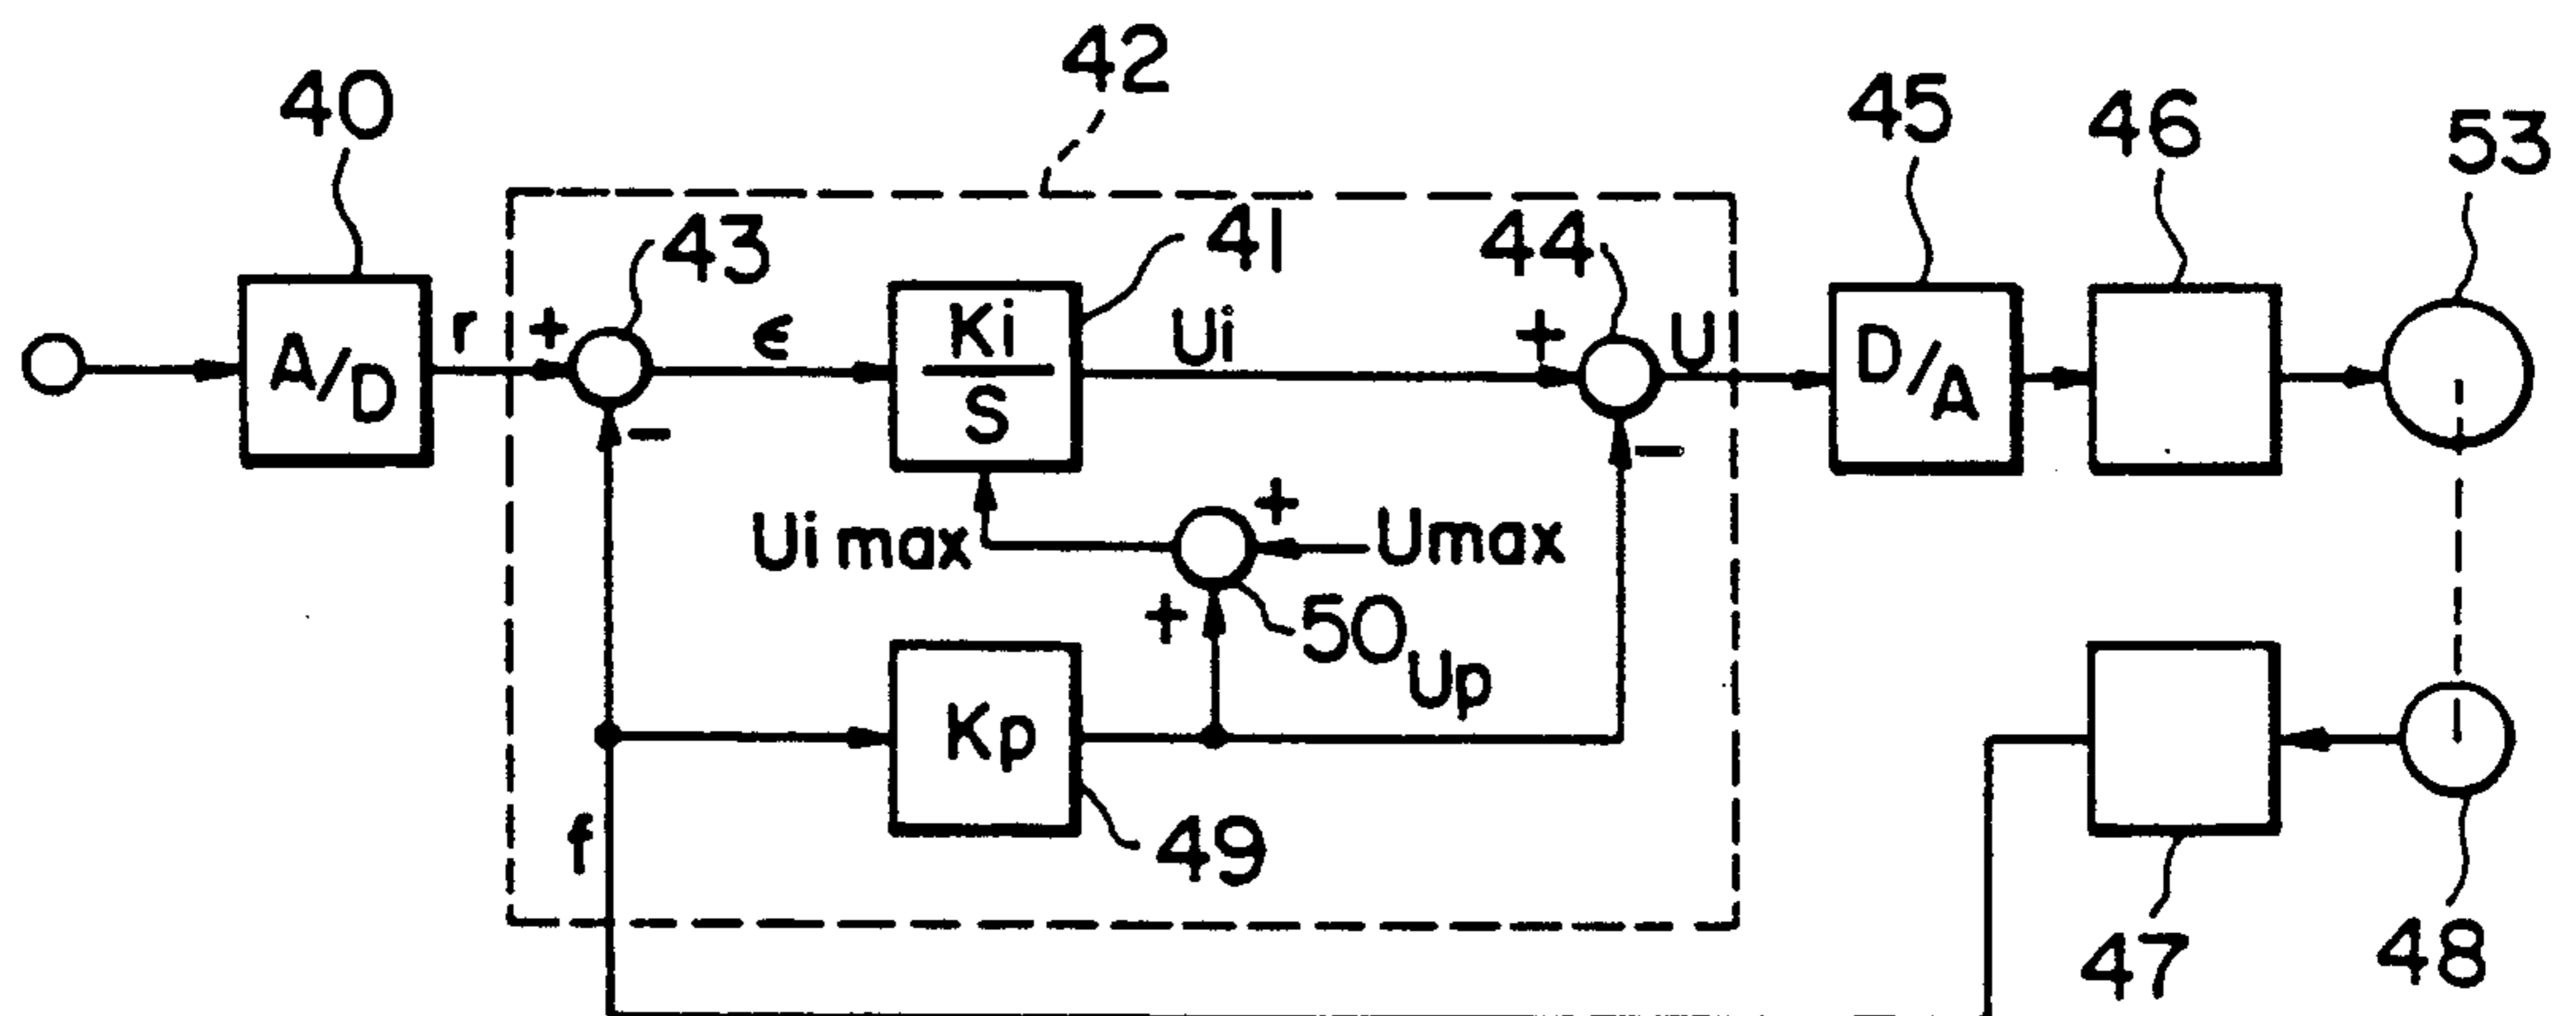 42
40
45
46
53
43
41
44
A/D
r
+
ϵ
Ki
S
Ui
+
U
D/A
-
-
Ui max
+
Umax
+
50
Up
Kp
f
49
47
48